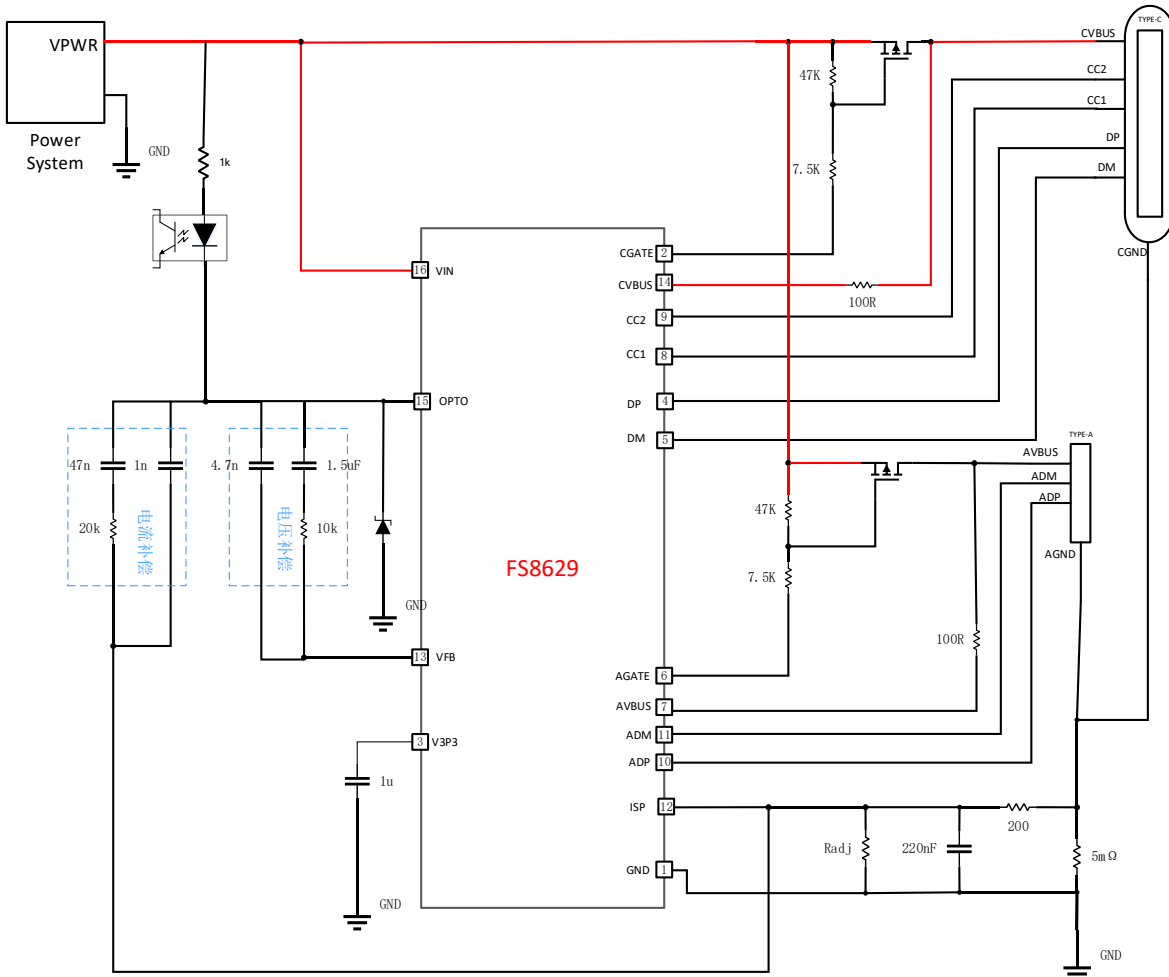 VPWR
Power
System
GND
1k
TYPE-C
CVBUS
CC2
CC1
DP
DM
CGND
47K
7.5K
CGATE 2
CVBUS 14
100R
CC2 9
CC1 8
DP 4
DM 5
16 VIN
15 OPTO
47n
1n
4.7n
1.5uF
20k
电流补偿
电压补偿
10k
GND
FS8629
TYPE-A
AVBUS
ADM
ADP
AGND
47K
7.5K
100R
13 VFB
AGATE 6
AVBUS 7
ADM 11
ADP 10
3 V3P3
1u
GND
ISP 12
200
Radj
220nF
5mΩ
GND 1
GND